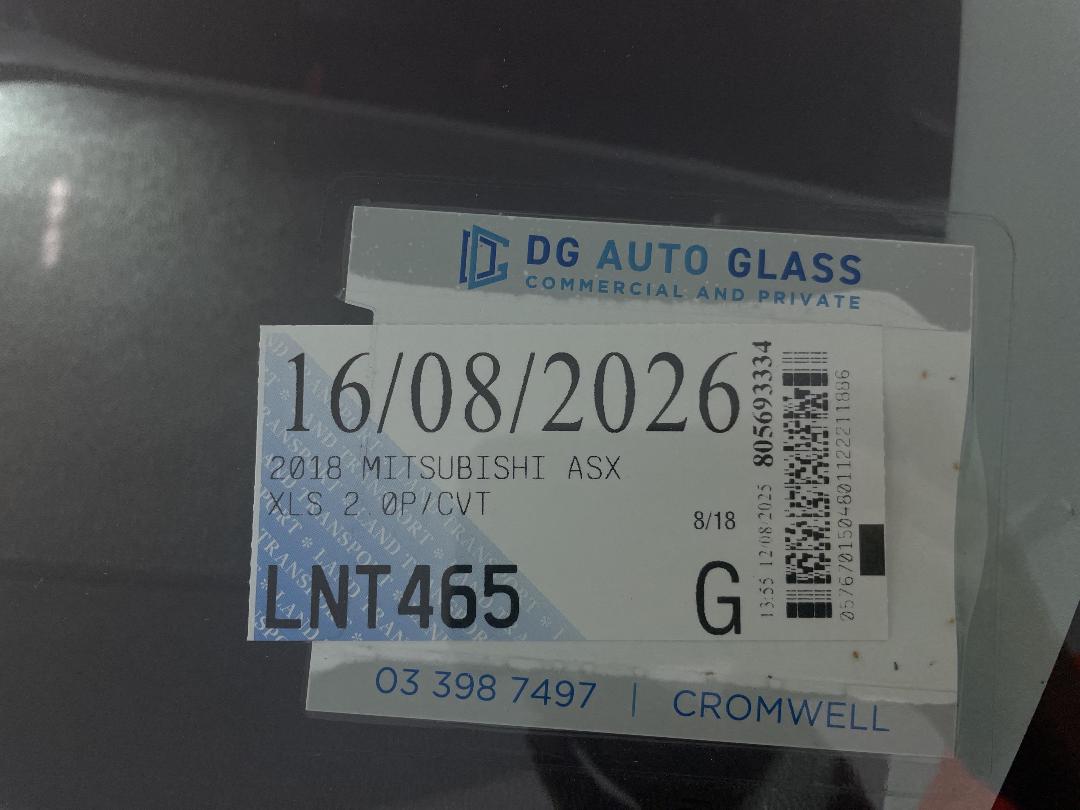 DG AUTO GLASS
COMMERCIAL AND PRIVATE
16/08/2026
2018 MITSUBISHI ASX
XLS 2.0P/CVT
8/18
LNT465
G
13:55 12/08/2025 805693334
03 398 7497 | CROMWELL